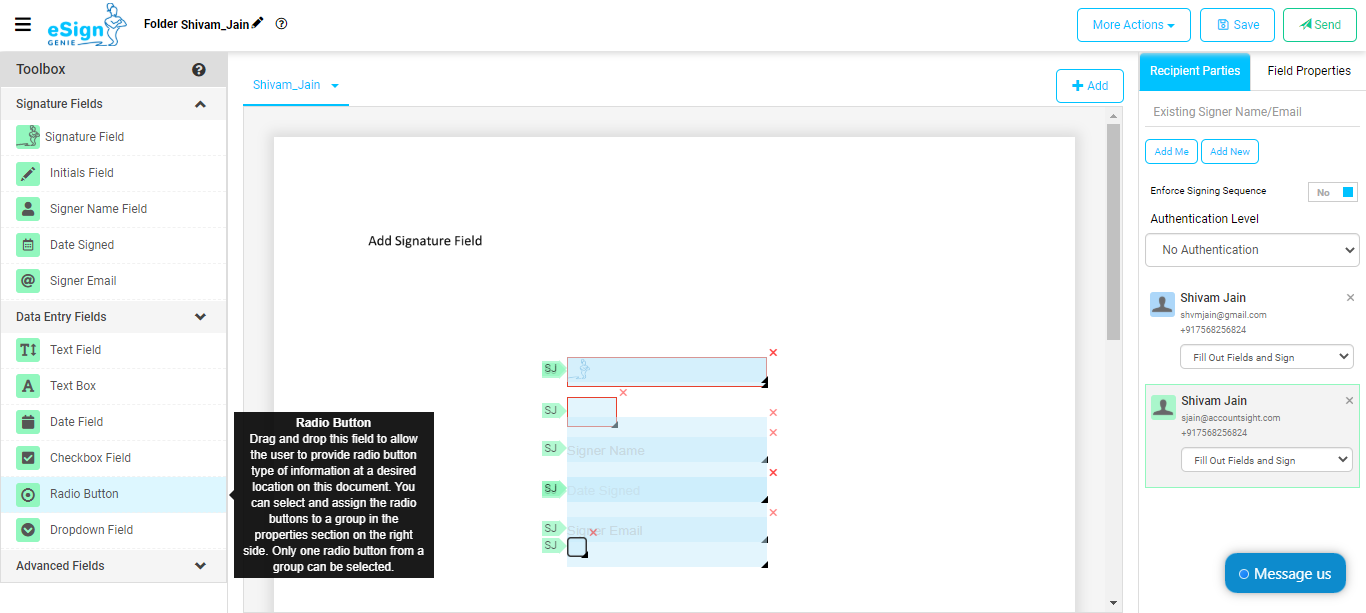 eSign
GENIE
Folder Shivam_Jain
More Actions
Save
Send
Toolbox
Signature Fields
Signature Field
Initials Field
Signer Name Field
Date Signed
Signer Email
Data Entry Fields
Text Field
Text Box
Date Field
Checkbox Field
Radio Button
Dropdown Field
Advanced Fields
Radio Button
Drag and drop this field to allow
the user to provide radio button
type of information at a desired
location on this document. You
can select and assign the radio
buttons to a group in the
properties section on the right
side. Only one radio button from a
group can be selected.
Shivam_Jain
Add
Add Signature Field
SJ
SJ
SJ
Signer Name
SJ
Date Signed
SJ
Signer Email
SJ
Recipient Parties
Field Properties
Existing Signer Name/Email
Add Me
Add New
Enforce Signing Sequence
No
Authentication Level
No Authentication
Shivam Jain
shvmjain@gmail.com
+917568256824
Fill Out Fields and Sign
Shivam Jain
sjain@accountsight.com
+917568256824
Fill Out Fields and Sign
Message us